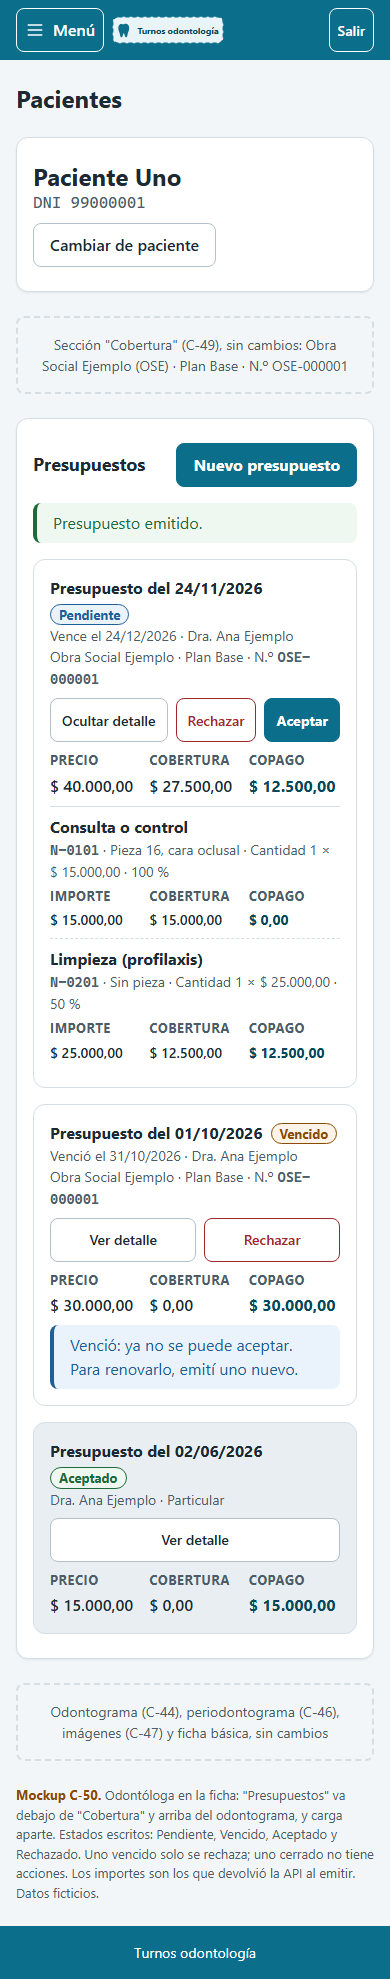 Menú
Turnos odontología
Salir
Pacientes
Paciente Uno
DNI 99000001
Cambiar de paciente
Sección "Cobertura" (C-49), sin cambios: Obra
Social Ejemplo (OSE) · Plan Base · N.º OSE-000001
Presupuestos
Nuevo presupuesto
Presupuesto emitido.
Presupuesto del 24/11/2026
Pendiente
Vence el 24/12/2026 · Dra. Ana Ejemplo
Obra Social Ejemplo · Plan Base · N.º OSE-
000001
Ocultar detalle
Rechazar
Aceptar
PRECIO COBERTURA COPAGO
$ 40.000,00 $ 27.500,00 $ 12.500,00
Consulta o control
N-0101 · Pieza 16, cara oclusal · Cantidad 1 ×
$ 15.000,00 · 100 %
IMPORTE COBERTURA COPAGO
$ 15.000,00 $ 15.000,00 $ 0,00
Limpieza (profilaxis)
N-0201 · Sin pieza · Cantidad 1 × $ 25.000,00 ·
50 %
IMPORTE COBERTURA COPAGO
$ 25.000,00 $ 12.500,00 $ 12.500,00
Presupuesto del 01/10/2026 Vencido
Venció el 31/10/2026 · Dra. Ana Ejemplo
Obra Social Ejemplo · Plan Base · N.º OSE-
000001
Ver detalle
Rechazar
PRECIO COBERTURA COPAGO
$ 30.000,00 $ 0,00 $ 30.000,00
Venció: ya no se puede aceptar.
Para renovarlo, emití uno nuevo.
Presupuesto del 02/06/2026
Aceptado
Dra. Ana Ejemplo · Particular
Ver detalle
PRECIO COBERTURA COPAGO
$ 15.000,00 $ 0,00 $ 15.000,00
Odontograma (C-44), periodontograma (C-46),
imágenes (C-47) y ficha básica, sin cambios
Mockup C-50. Odontóloga en la ficha: "Presupuestos" va
debajo de "Cobertura" y arriba del odontograma, y carga
aparte. Estados escritos: Pendiente, Vencido, Aceptado y
Rechazado. Uno vencido solo se rechaza; uno cerrado no tiene
acciones. Los importes son los que devolvió la API al emitir.
Datos ficticios.
Turnos odontología